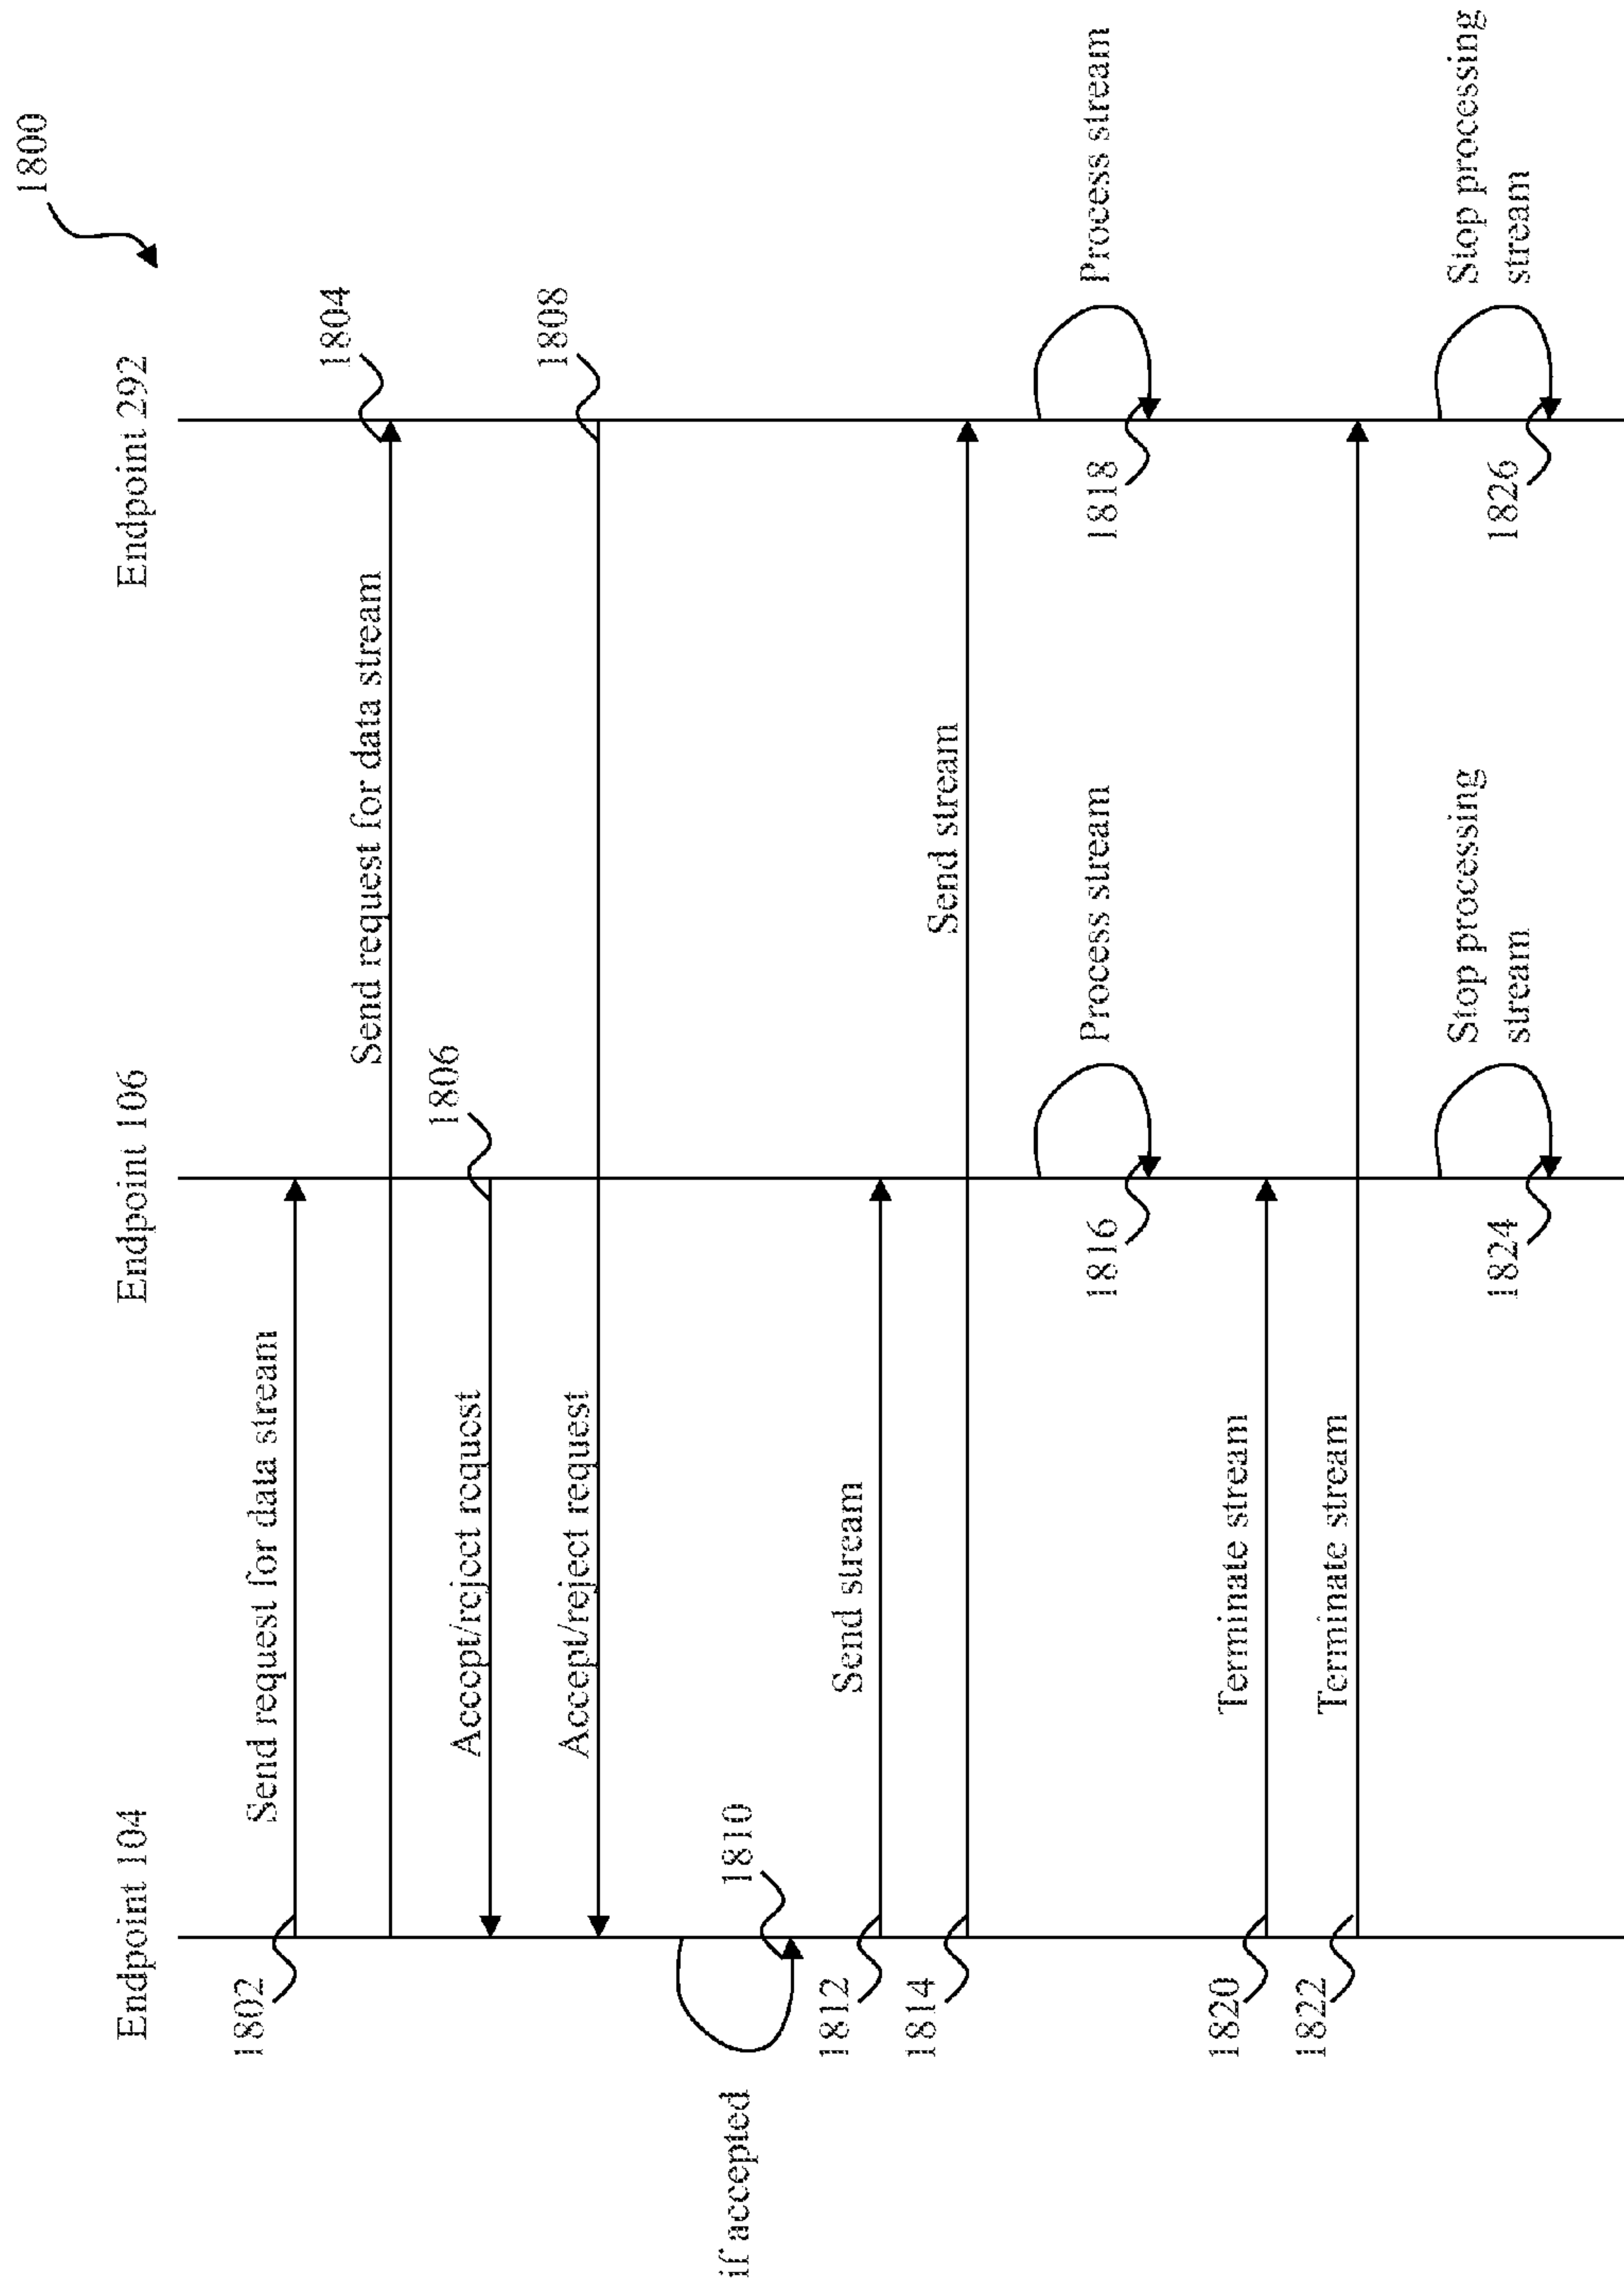 1800
Endpoint 104
Endpoint 106
Endpoint 292
1802
Send request for data stream
Send request for data stream
1804
Accept/reject request
1806
Accept/reject request
1808
if accepted
1810
1812
Send stream
1814
Send stream
1816
Process stream
1818
Process stream
1820
Terminate stream
1822
Terminate stream
1824
Stop processing
stream
1826
Stop processing
stream